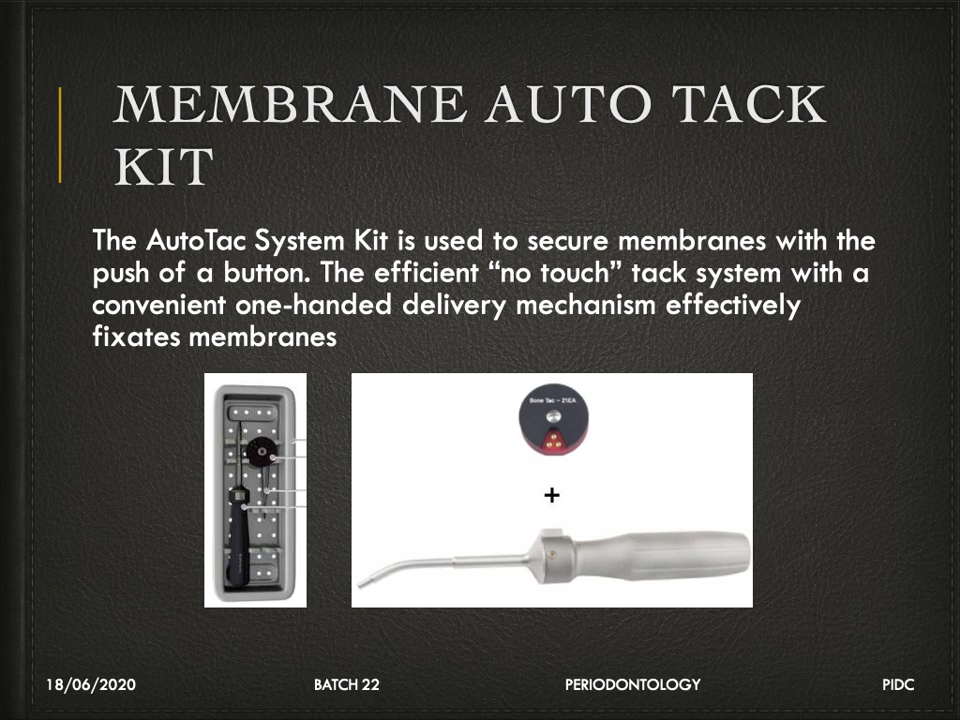 MEMBRANE AUTO TACK
KIT
The AutoTac System Kit is used to secure membranes with the
push of a button. The efficient “no touch” tack system with a
convenient one-handed delivery mechanism effectively
fixates membranes
Bone Tac – 21EA
+
18/06/2020 BATCH 22 PERIODONTOLOGY PIDC